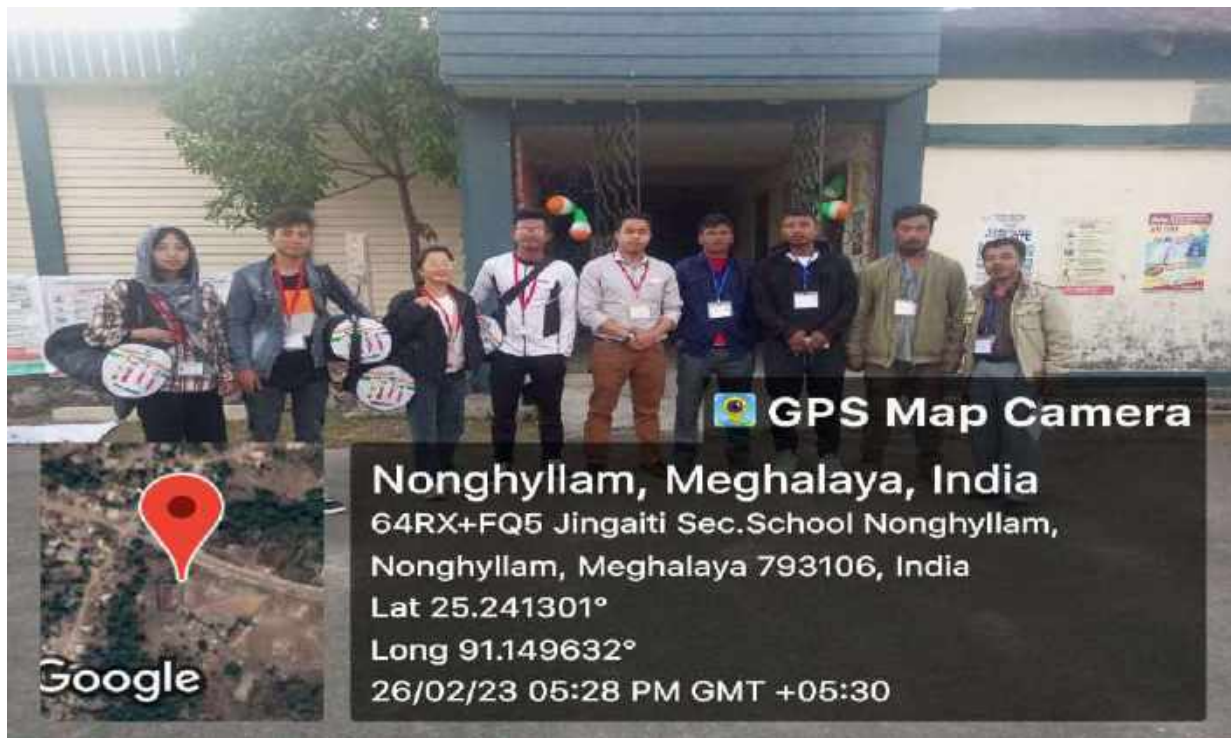 GPS Map Camera
Nonghyllam, Meghalaya, India
64RX+FQ5 Jingaiti Sec.School Nonghyllam,
Nonghyllam, Meghalaya 793106, India
Lat 25.241301°
Long 91.149632°
26/02/23 05:28 PM GMT +05:30
Google